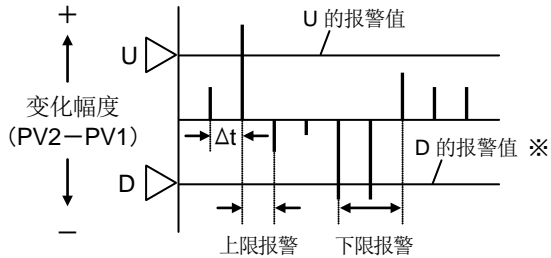 +
U 的报警值
U
变化幅度
(PV2－PV1)
Δt
D 的报警值 ※
D
－
上限报警
下限报警